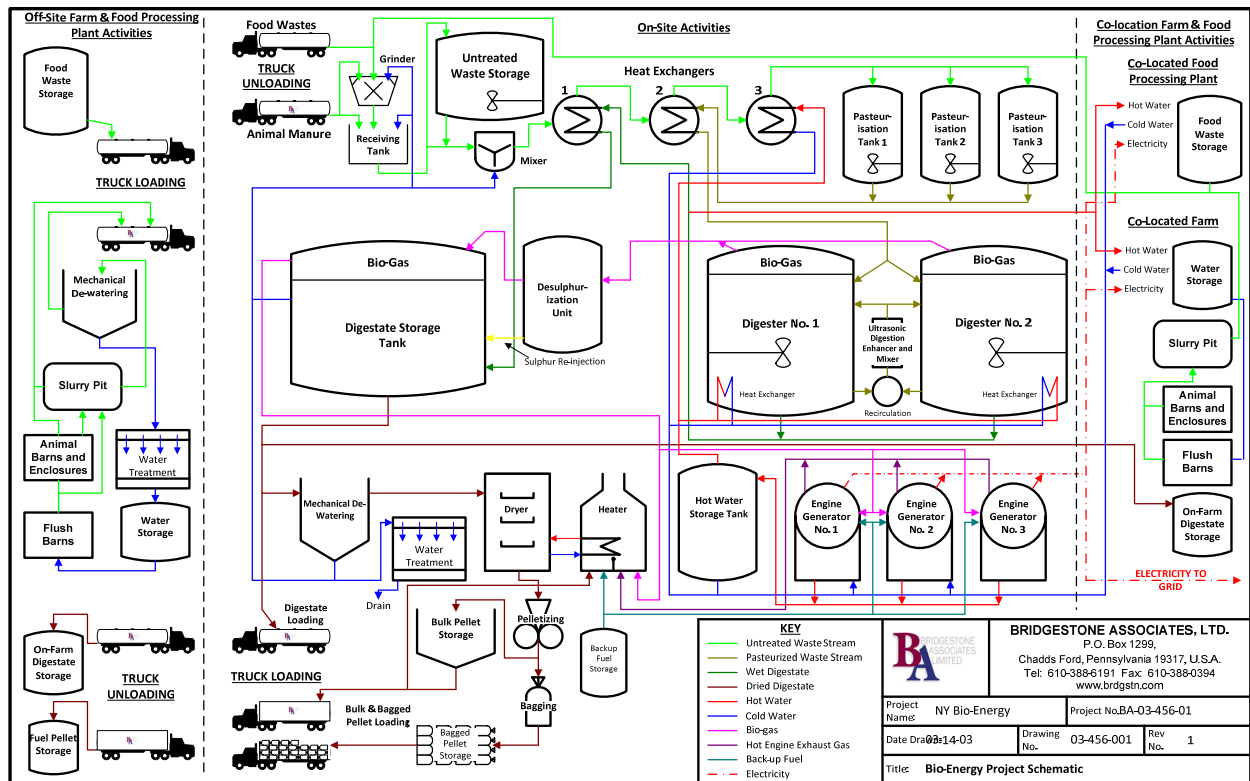 Off-Site Farm & Food Processing
Plant Activities
Food
Waste
Storage
TRUCK LOADING
BA
Mechanical
De-watering
Slurry Pit
Animal
Barns and
Enclosures
Water
Treatment
Flush
Barns
Water
Storage
On-Farm
Digestate
Storage
BA
TRUCK
UNLOADING
Fuel Pellet
Storage
BA
On-Site Activities
Food Wastes
TRUCK
UNLOADING
BA
Animal Manure
Grinder
Receiving
Tank
Untreated
Waste Storage
Mixer
Heat Exchangers
1
2
3
Pasteur-
isation
Tank 1
Pasteur-
isation
Tank 2
Pasteur-
isation
Tank 3
Bio-Gas
Digestate Storage
Tank
Desulphur-
ization
Unit
Sulphur Re-injection
Bio-Gas
Digester No. 1
Heat Exchanger
Ultrasonic
Digestion
Enhancer and
Mixer
Recirculation
Bio-Gas
Digester No. 2
Heat Exchanger
Mechanical De-
Watering
Water
Treatment
Drain
Dryer
Heater
Hot Water
Storage Tank
Engine
Generator
No. 1
Engine
Generator
No. 2
Engine
Generator
No. 3
Digestate
Loading
BA
TRUCK LOADING
Bulk Pellet
Storage
Pelletizing
Backup
Fuel
Storage
Bagging
Bulk & Bagged
Pellet Loading
BA
Bagged
Pellet
Storage
Co-location Farm & Food
Processing Plant Activities
Co-Located Food
Processing Plant
Hot Water
Cold Water
Electricity
Food
Waste
Storage
Co-Located Farm
Hot Water
Cold Water
Electricity
Water
Storage
Slurry Pit
Animal
Barns and
Enclosures
Flush
Barns
On-Farm
Digestate
Storage
ELECTRICITY TO
GRID
KEY
Untreated Waste Stream
Pasteurized Waste Stream
Wet Digestate
Dried Digestate
Hot Water
Cold Water
Bio-gas
Hot Engine Exhaust Gas
Back-up Fuel
Electricity
BA
BRIDGESTONE
ASSOCIATES
LIMITED
BRIDGESTONE ASSOCIATES, LTD.
P.O. Box 1299,
Chadds Ford, Pennsylvania 19317, U.S.A.
Tel: 610-388-6191 Fax: 610-388-0394
www.brdgstn.com
Project
Name: NY Bio-Energy
Project No. BA-03-456-01
Date Drawn: 03-14-03
Drawing
No. 03-456-001
Rev
No. 1
Title: Bio-Energy Project Schematic